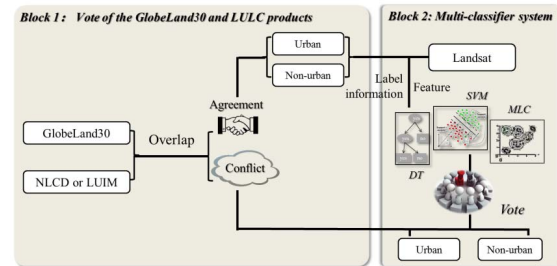 Block 1: Vote of the GlobeLand30 and LULC products
Block 2: Multi-classifier system
Urban
Non-urban
Landsat
Label
information
Feature
SVM
MLC
DT
Agreement
GlobeLand30
Overlap
NLCD or LUIM
Conflict
Vote
Urban
Non-urban